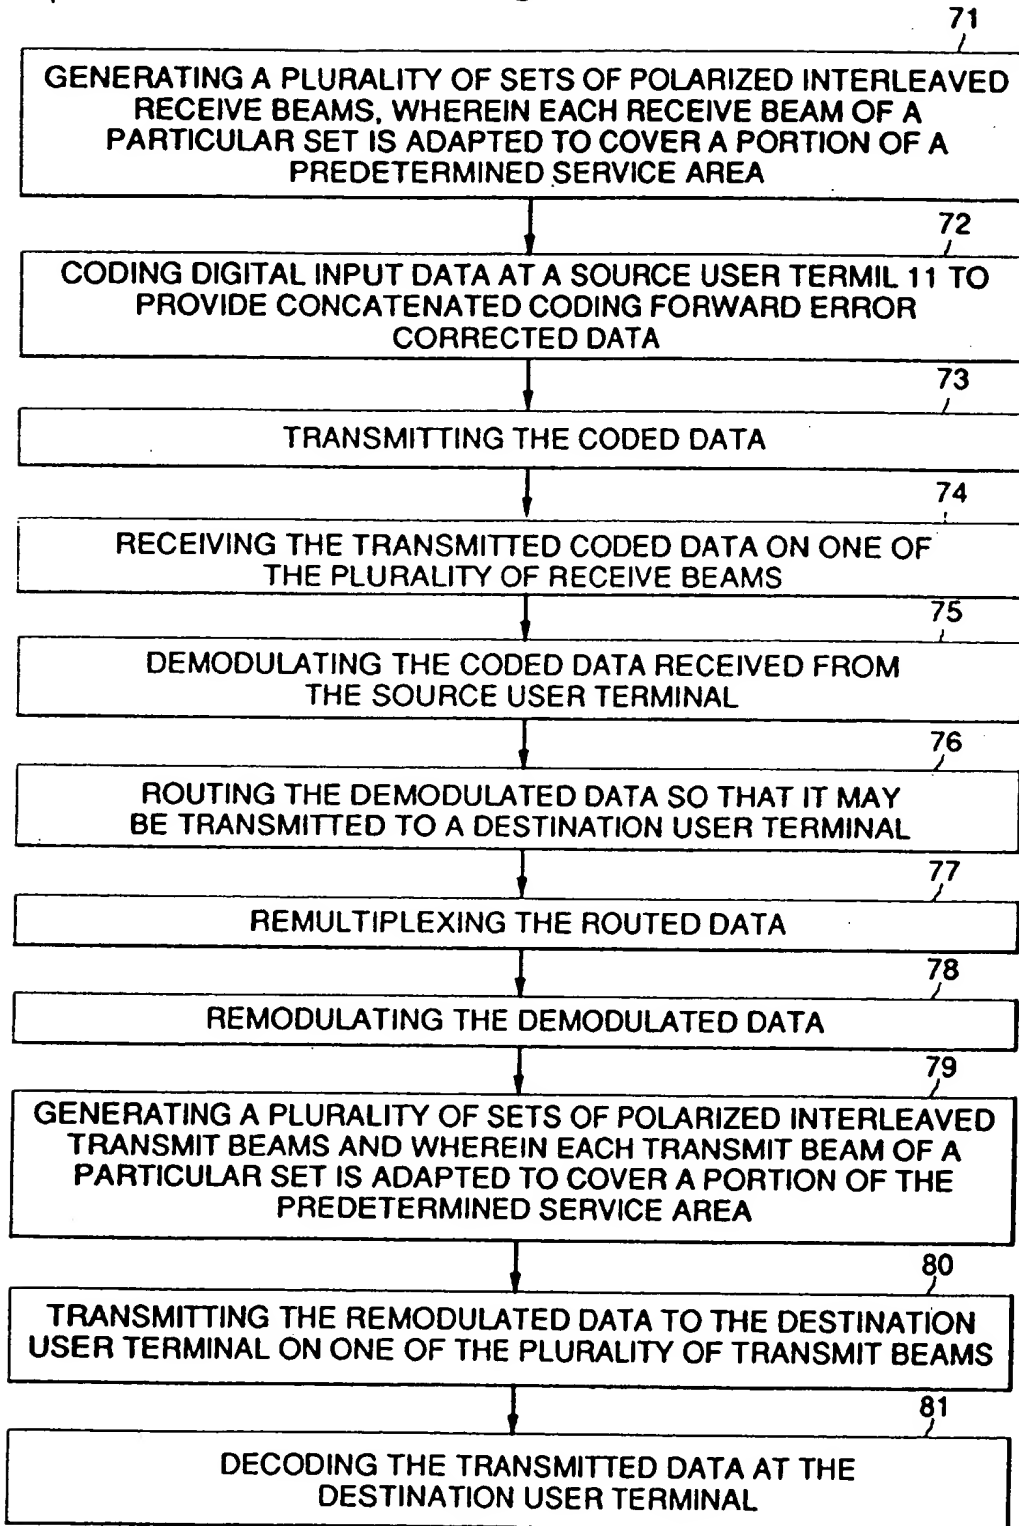 71
GENERATING A PLURALITY OF SETS OF POLARIZED INTERLEAVED
RECEIVE BEAMS, WHEREIN EACH RECEIVE BEAM OF A
PARTICULAR SET IS ADAPTED TO COVER A PORTION OF A
PREDETERMINED SERVICE AREA
72
CODING DIGITAL INPUT DATA AT A SOURCE USER TERMIL 11 TO
PROVIDE CONCATENATED CODING FORWARD ERROR
CORRECTED DATA
73
TRANSMITTING THE CODED DATA
74
RECEIVING THE TRANSMITTED CODED DATA ON ONE OF
THE PLURALITY OF RECEIVE BEAMS
75
DEMODULATING THE CODED DATA RECEIVED FROM
THE SOURCE USER TERMINAL
76
ROUTING THE DEMODULATED DATA SO THAT IT MAY
BE TRANSMITTED TO A DESTINATION USER TERMINAL
77
REMULTIPLEXING THE ROUTED DATA
78
REMODULATING THE DEMODULATED DATA
79
GENERATING A PLURALITY OF SETS OF POLARIZED INTERLEAVED
TRANSMIT BEAMS AND WHEREIN EACH TRANSMIT BEAM OF A
PARTICULAR SET IS ADAPTED TO COVER A PORTION OF THE
PREDETERMINED SERVICE AREA
80
TRANSMITTING THE REMODULATED DATA TO THE DESTINATION
USER TERMINAL ON ONE OF THE PLURALITY OF TRANSMIT BEAMS
81
DECODING THE TRANSMITTED DATA AT THE
DESTINATION USER TERMINAL